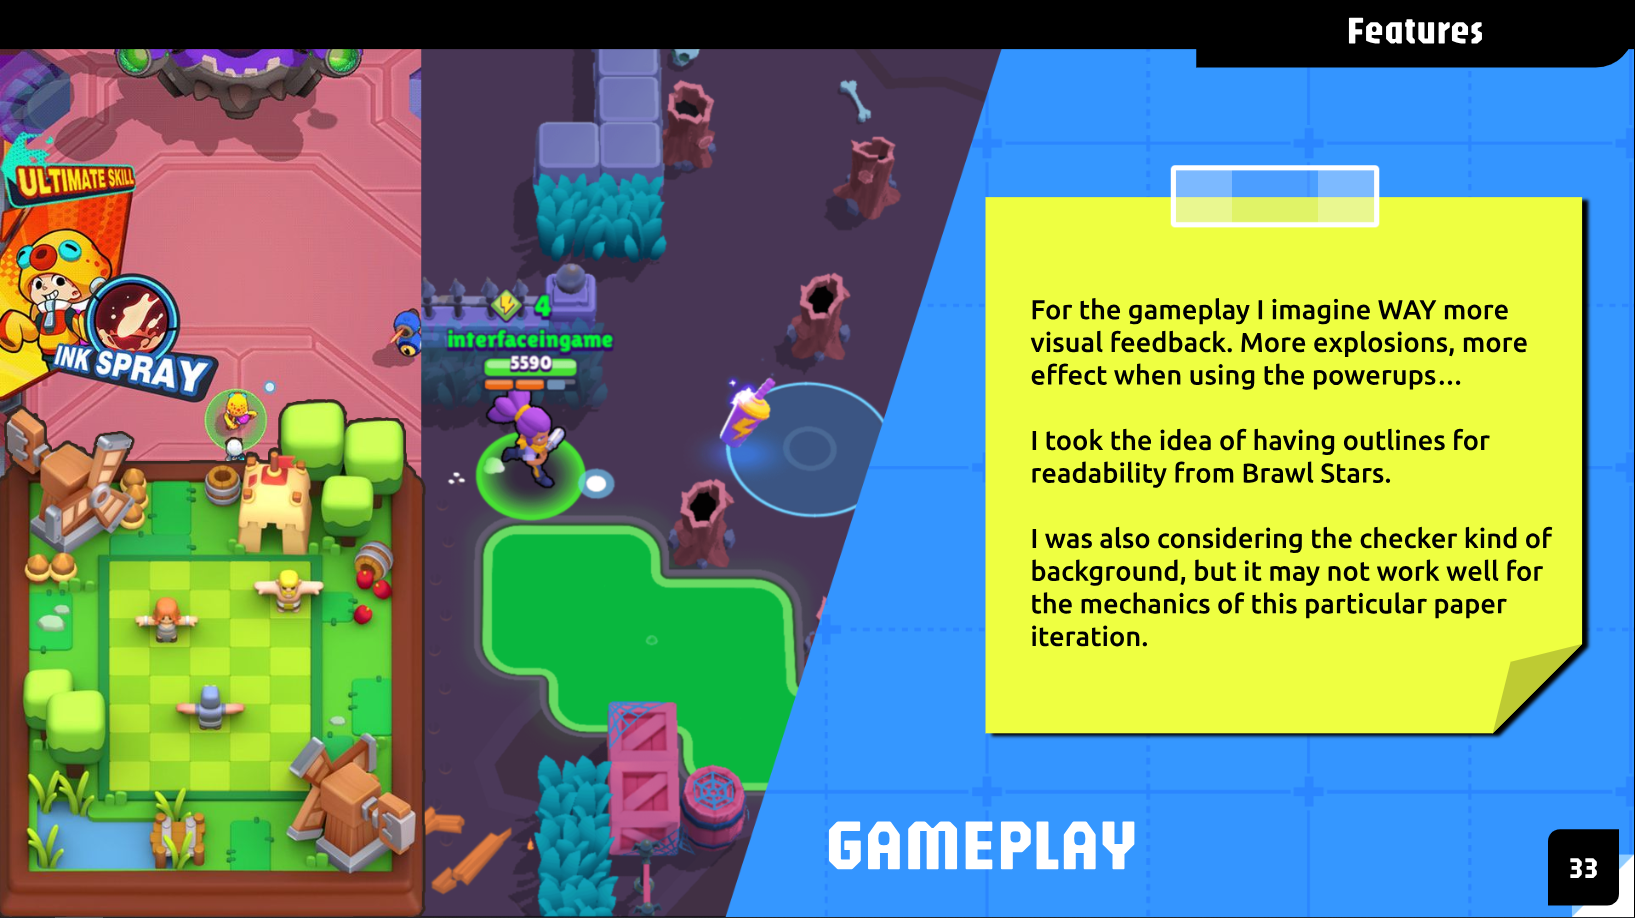 Features
ULTIMATE SKILL
INK SPRAY
4
interfaceingame
5590
For the gameplay I imagine WAY more
visual feedback. More explosions, more
effect when using the powerups...
I took the idea of having outlines for
readability from Brawl Stars.
I was also considering the checker kind of
background, but it may not work well for
the mechanics of this particular paper
iteration.
GAMEPLAY
33